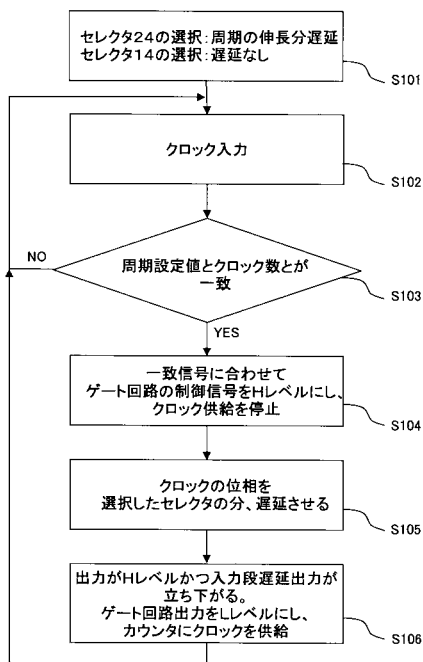 セレクタ24の選択:周期の伸長分遅延
セレクタ14の選択:遅延なし
S101
クロック入力
S102
周期設定値とクロック数とが
一致
NO
S103
YES
一致信号に合わせて
ゲート回路の制御信号をHレベルにし、
クロック供給を停止
S104
クロックの位相を
選択したセレクタの分、遅延させる
S105
出力がHレベルかつ入力段遅延出力が
立ち下がる。
ゲート回路出力をLレベルにし、
カウンタにクロックを供給
S106